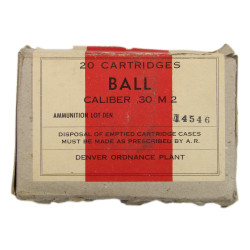 20 CARTRIDGES
BALL
CALIBER 30 M 2
AMMUNITION LOT DEN 14546
DISPOSAL OF EMPTIED CARTRIDGE CASES
MUST BE MADE AS PRESCRIBED BY A.R.
DENVER ORDNANCE PLANT